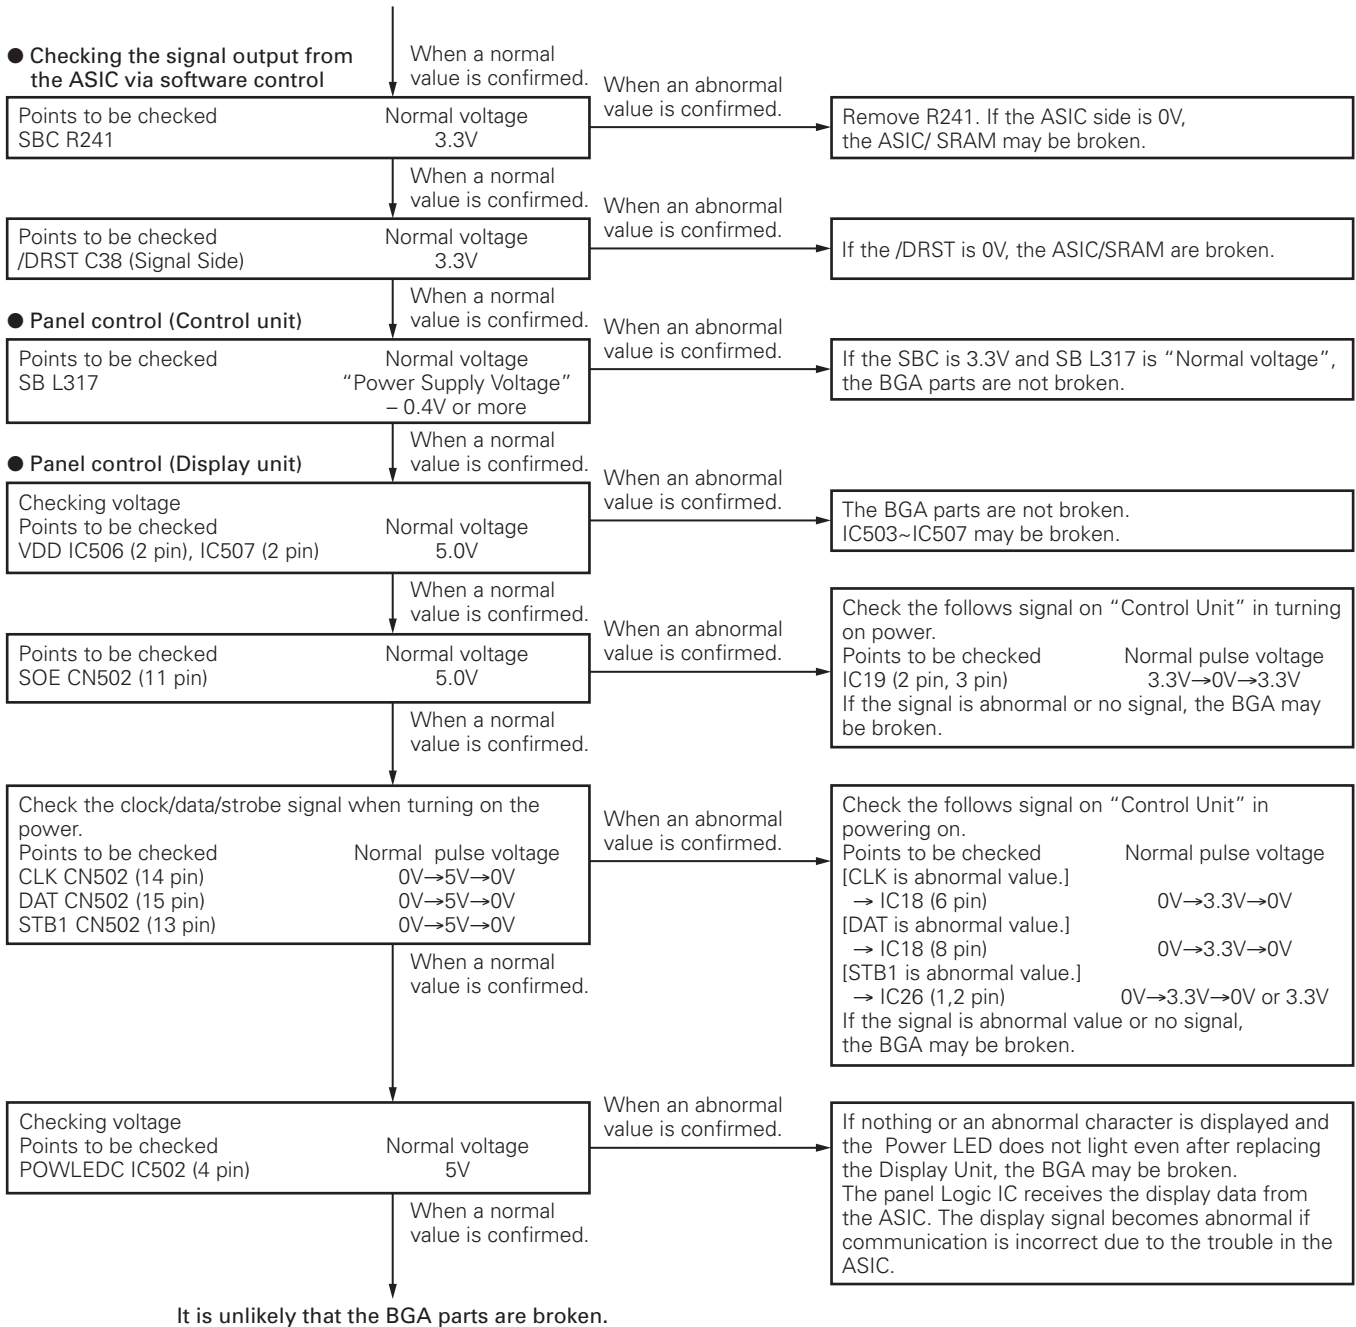 ● Checking the signal output from
the ASIC via software control
When a normal
value is confirmed.
When an abnormal
value is confirmed.
Points to be checked Normal voltage
SBC R241 3.3V
Remove R241. If the ASIC side is 0V,
the ASIC/ SRAM may be broken.
When a normal
value is confirmed.
When an abnormal
value is confirmed.
Points to be checked Normal voltage
/DRST C38 (Signal Side) 3.3V
If the /DRST is 0V, the ASIC/SRAM are broken.
When a normal
value is confirmed.
● Panel control (Control unit)
When an abnormal
value is confirmed.
Points to be checked Normal voltage
SB L317 “Power Supply Voltage”
– 0.4V or more
If the SBC is 3.3V and SB L317 is “Normal voltage”,
the BGA parts are not broken.
When a normal
value is confirmed.
● Panel control (Display unit)
When an abnormal
value is confirmed.
Checking voltage
Points to be checked Normal voltage
VDD IC506 (2 pin), IC507 (2 pin) 5.0V
The BGA parts are not broken.
IC503~IC507 may be broken.
When a normal
value is confirmed.
When an abnormal
value is confirmed.
Points to be checked Normal voltage
SOE CN502 (11 pin) 5.0V
Check the follows signal on “Control Unit” in turning
on power.
Points to be checked Normal pulse voltage
IC19 (2 pin, 3 pin) 3.3V→0V→3.3V
If the signal is abnormal or no signal, the BGA may
be broken.
When a normal
value is confirmed.
When an abnormal
value is confirmed.
Check the clock/data/strobe signal when turning on the
power.
Points to be checked Normal pulse voltage
CLK CN502 (14 pin) 0V→5V→0V
DAT CN502 (15 pin) 0V→5V→0V
STB1 CN502 (13 pin) 0V→5V→0V
Check the follows signal on “Control Unit” in
powering on.
Points to be checked Normal pulse voltage
[CLK is abnormal value.]
→ IC18 (6 pin) 0V→3.3V→0V
[DAT is abnormal value.]
→ IC18 (8 pin) 0V→3.3V→0V
[STB1 is abnormal value.]
→ IC26 (1,2 pin) 0V→3.3V→0V or 3.3V
If the signal is abnormal value or no signal,
the BGA may be broken.
When a normal
value is confirmed.
When an abnormal
value is confirmed.
Checking voltage
Points to be checked Normal voltage
POWLEDC IC502 (4 pin) 5V
If nothing or an abnormal character is displayed and
the Power LED does not light even after replacing
the Display Unit, the BGA may be broken.
The panel Logic IC receives the display data from
the ASIC. The display signal becomes abnormal if
communication is incorrect due to the trouble in the
ASIC.
When a normal
value is confirmed.
It is unlikely that the BGA parts are broken.